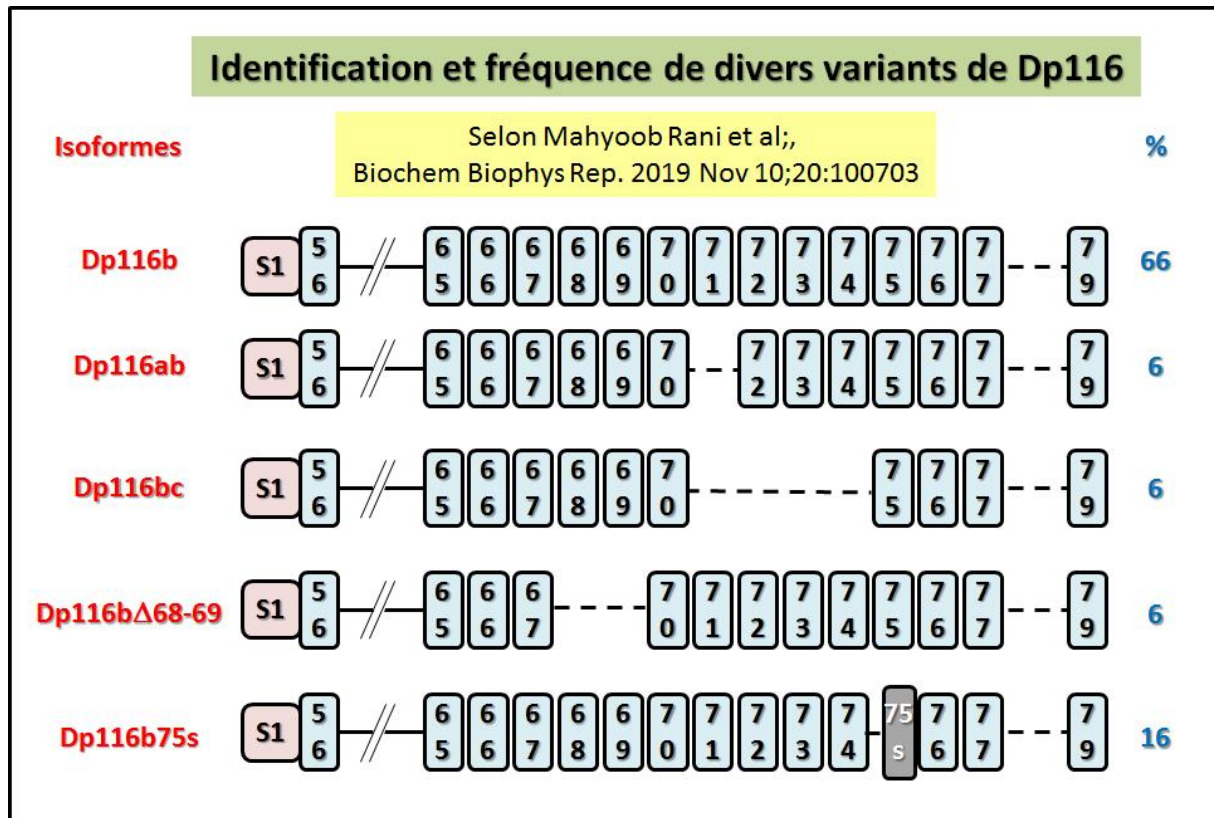 Identification et fréquence de divers variants de Dp116
Isoformes
Selon Mahyoob Rani et al;,
Biochem Biophys Rep. 2019 Nov 10;20:100703
%
Dp116b S1 56 65 66 67 68 69 70 71 72 73 74 75 76 77 79 66
Dp116ab S1 56 65 66 67 68 69 70 72 73 74 75 76 77 79 6
Dp116bc S1 56 65 66 67 68 69 70 75 76 77 79 6
Dp116bΔ68-69 S1 56 65 66 67 70 71 72 73 74 75 76 77 79 6
Dp116b75s S1 56 65 66 67 68 69 70 71 72 73 74 75s 76 77 79 16